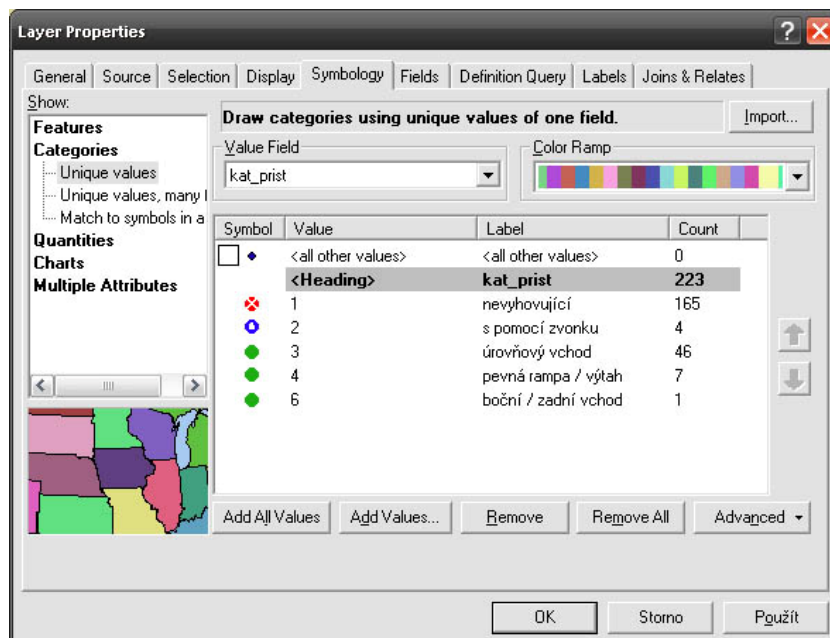 Layer Properties
General Source Selection Display Symbology Fields Definition Query Labels Joins & Relates
Show:
Features
Categories
Unique values
Unique values, many
Match to symbols in a
Quantities
Charts
Multiple Attributes
Draw categories using unique values of one field.
Import...
Value Field
kat_prist
Color Ramp
Symbol Value Label Count
<all other values> <all other values> 0
<Heading> kat_prist 223
1 nevyhovující 165
2 s pomocí zvonku 4
3 úrovňový vchod 46
4 pevná rampa / výtah 7
6 boční / zadní vchod 1
Add All Values Add Values... Remove Remove All Advanced
OK Storno Použít